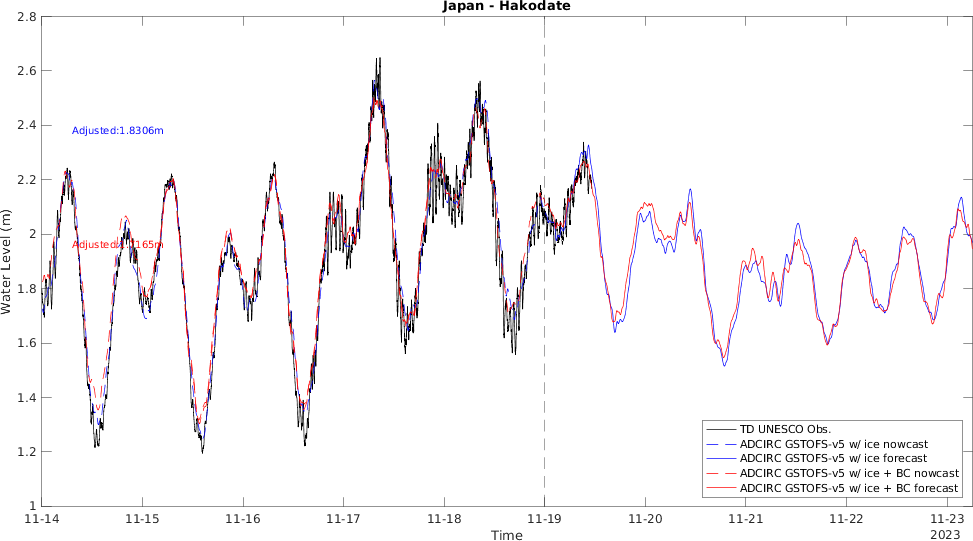 Japan - Hakodate
2.8
2.6
2.4
2.2
2
1.8
1.6
1.4
1.2
1
Water Level (m)
Adjusted:1.8306m
TD UNESCO Obs.
ADCIRC GSTOFS-v5 w/ ice nowcast
ADCIRC GSTOFS-v5 w/ ice forecast
ADCIRC GSTOFS-v5 w/ ice + BC nowcast
ADCIRC GSTOFS-v5 w/ ice + BC forecast
11-14 11-15 11-16 11-17 11-18 11-19 11-20 11-21 11-22 11-23
Time 2023